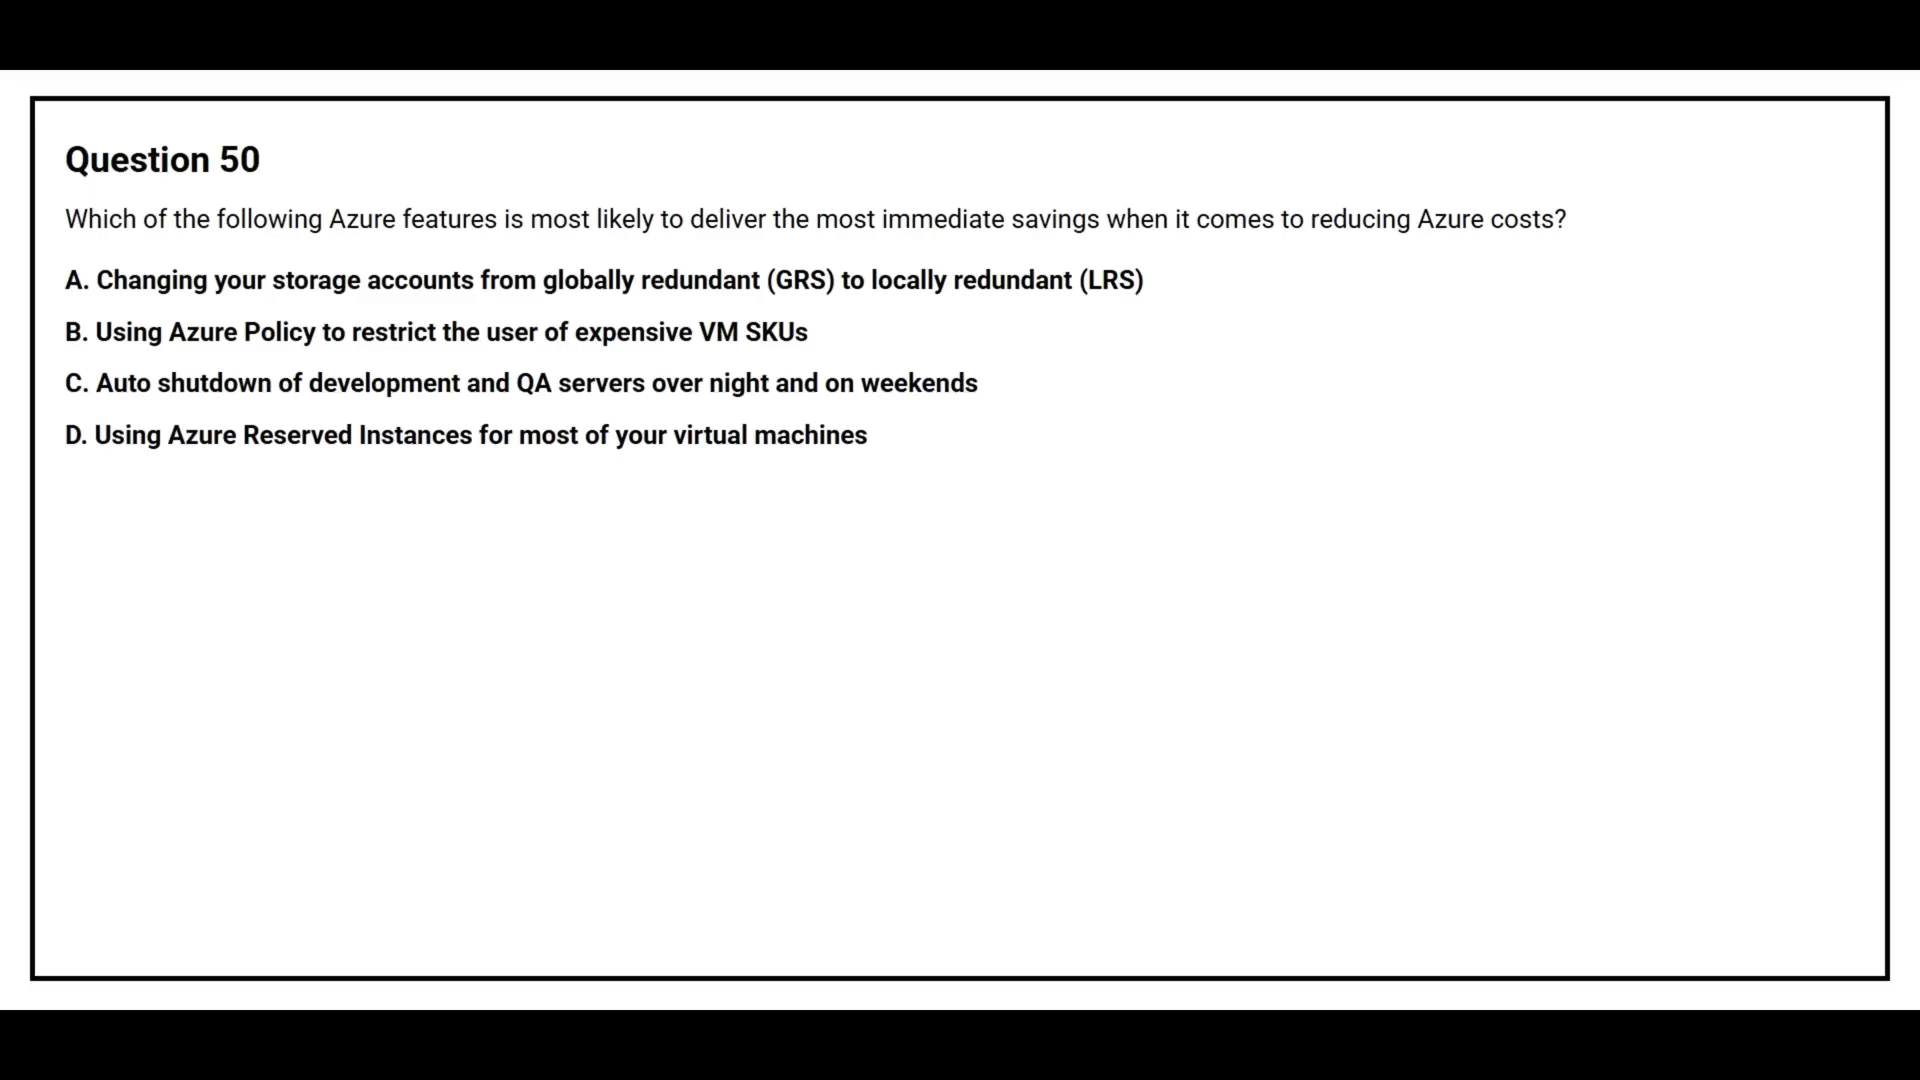 Question 50
Which of the following Azure features is most likely to deliver the most immediate savings when it comes to reducing Azure costs?
A. Changing your storage accounts from globally redundant (GRS) to locally redundant (LRS)
B. Using Azure Policy to restrict the user of expensive VM SKUs
C. Auto shutdown of development and QA servers over night and on weekends
D. Using Azure Reserved Instances for most of your virtual machines